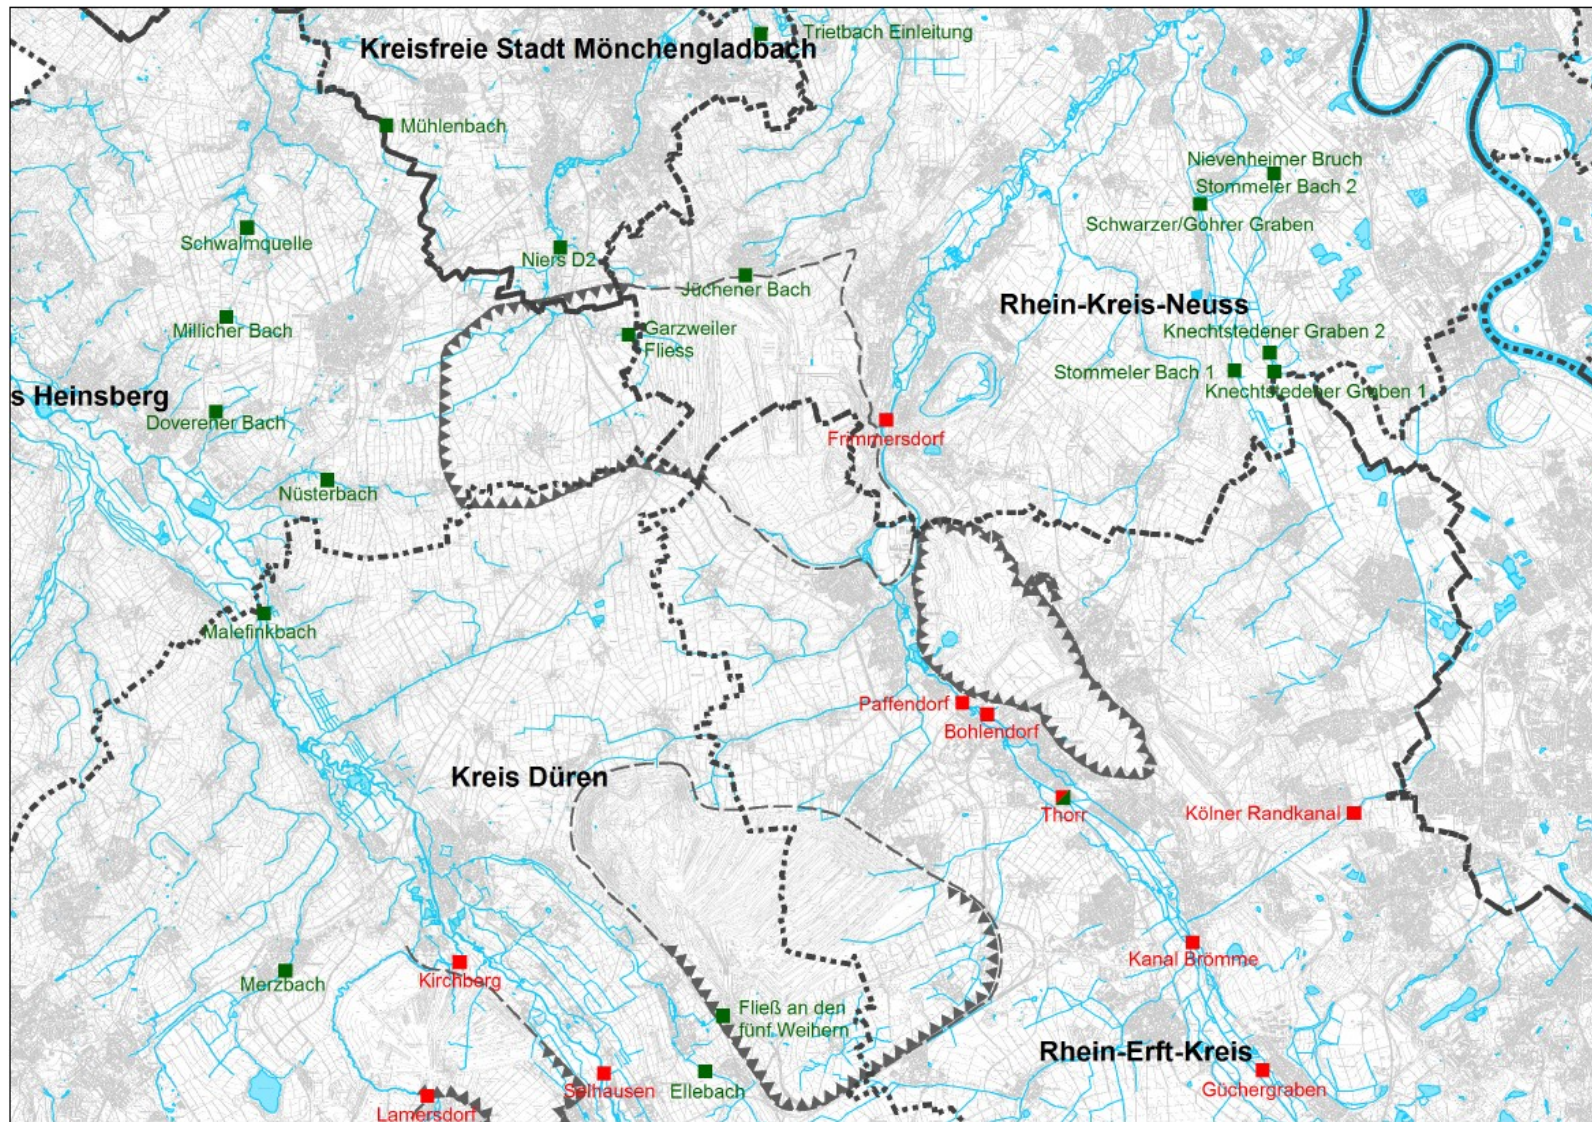 Trietbach Einleitung
Kreisfreie Stadt Mönchengladbach
Mühlenbach
Nievenheimer Bruch
Stommeler Bach 2
Schwarzer/Gohrer Graben
Schwalmquelle
Niers D2
Jüchener Bach
Rhein-Kreis-Neuss
Millicher Bach
Garzweiler
Fliess
Knechtstedener Graben 2
Stommeler Bach 1
Knechtstedener Graben 1
s Heinsberg
Doverener Bach
Frimmersdorf
Nüsterbach
Malefinkbach
Paffendorf
Bohlendorf
Kreis Düren
Thorr
Kölner Randkanal
Kanal Brömme
Merzbach
Kirchberg
Fließ an den
fünf Weihern
Rhein-Erft-Kreis
Selhausen
Ellebach
Güchergraben
Lamersdorf